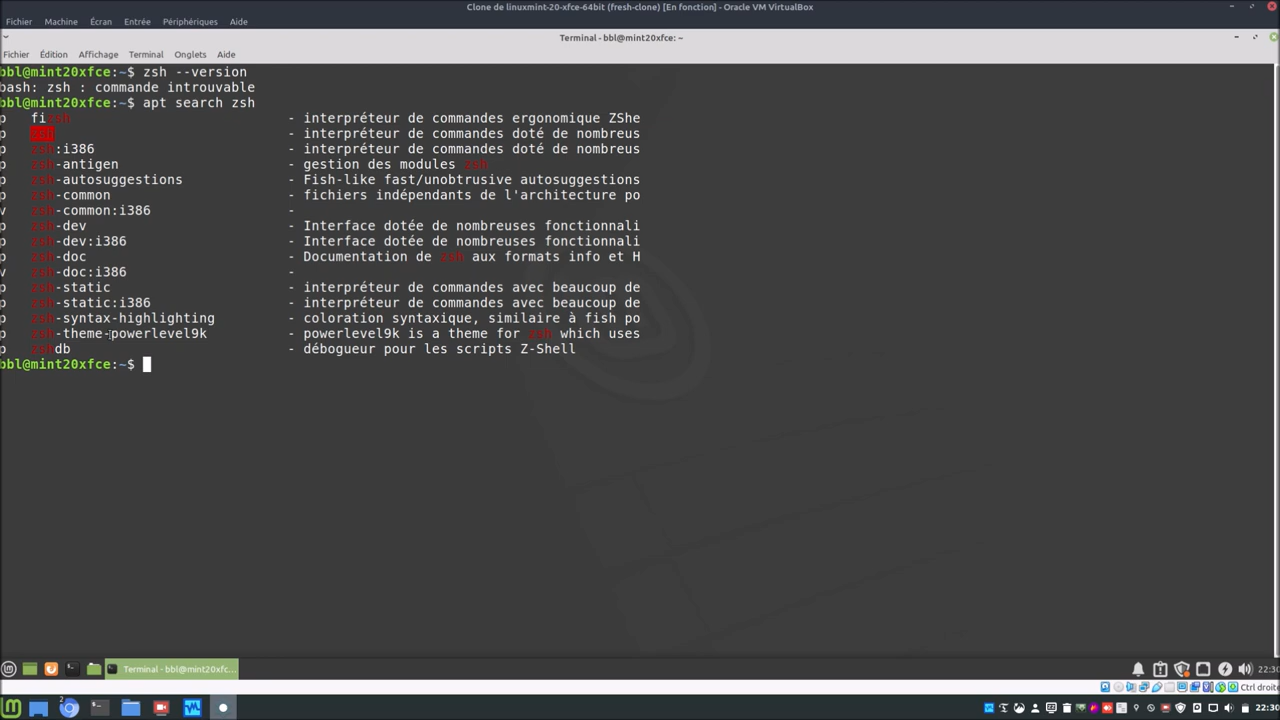 Clone de linuxmint-20-xfce-64bit (fresh-clone) [En fonction] - Oracle VM VirtualBox
Fichier Machine Écran Entrée Périphériques Aide
Terminal - bbl@mint20xfce: ~
Fichier Édition Affichage Terminal Onglets Aide
bbl@mint20xfce:~$ zsh --version
bash: zsh : commande introuvable
bbl@mint20xfce:~$ apt search zsh
p fizsh - interpréteur de commandes ergonomique ZShe
p zsh - interpréteur de commandes doté de nombreus
p zsh:i386 - interpréteur de commandes doté de nombreus
p zsh-antigen - gestion des modules zsh
p zsh-autosuggestions - Fish-like fast/unobtrusive autosuggestions
p zsh-common - fichiers indépendants de l'architecture po
v zsh-common:i386 -
p zsh-dev - Interface dotée de nombreuses fonctionnali
p zsh-dev:i386 - Interface dotée de nombreuses fonctionnali
p zsh-doc - Documentation de zsh aux formats info et H
v zsh-doc:i386 -
p zsh-static - interpréteur de commandes avec beaucoup de
p zsh-static:i386 - interpréteur de commandes avec beaucoup de
p zsh-syntax-highlighting - coloration syntaxique, similaire à fish po
p zsh-theme-powerlevel9k - powerlevel9k is a theme for zsh which uses
p zshdb - débogueur pour les scripts Z-Shell
bbl@mint20xfce:~$
Terminal - bbl@mint20xfc...
22:30
Ctrl droite
2
22:30